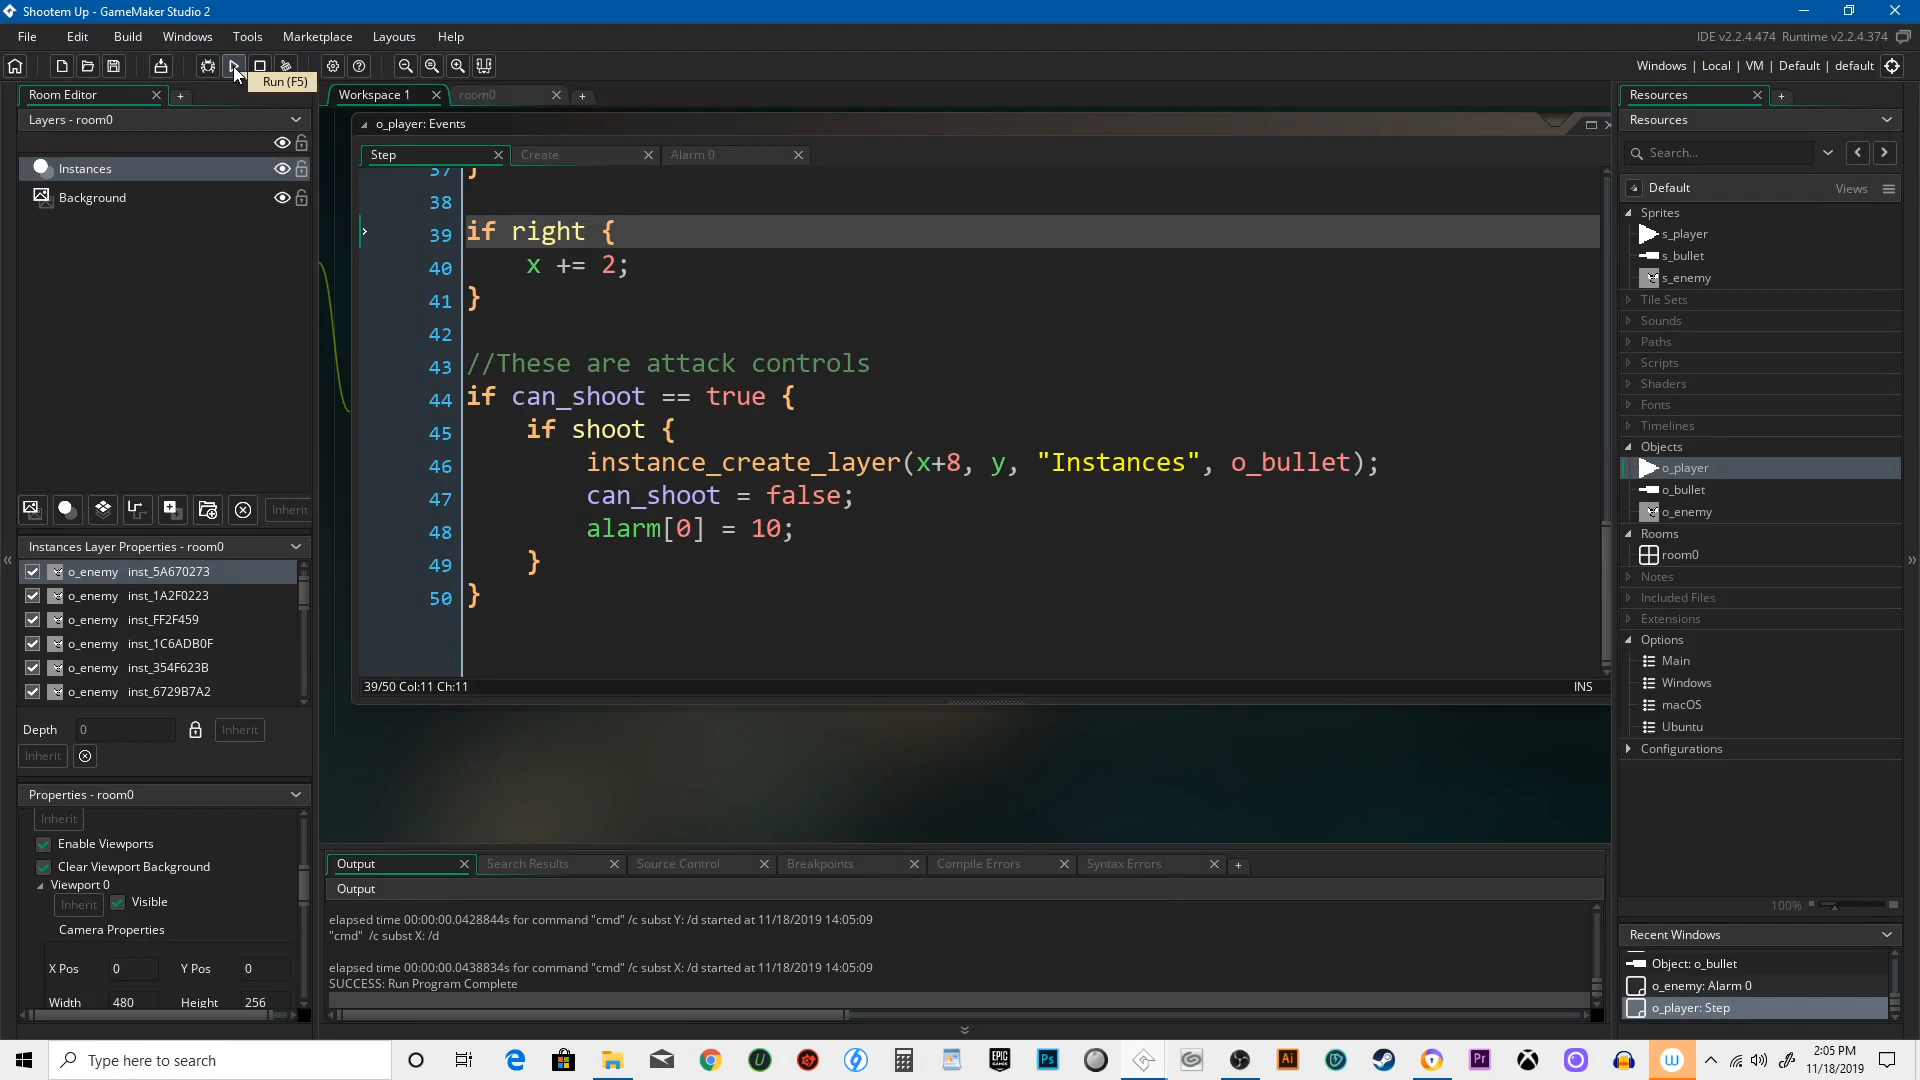 Shootem Up - GameMaker Studio 2
File Edit Build Windows Tools Marketplace Layouts Help
IDE v2.2.4.474 Runtime v2.2.4.374
Run (F5)
Windows | Local | VM | Default | default
Room Editor
Workspace 1
room0
Resources
Layers - room0
o_player: Events
Resources
Step
Create
Alarm 0
Search...
Instances
Background
Default
Views
Sprites
s_player
s_bullet
s_enemy
Tile Sets
Sounds
Paths
Scripts
Shaders
Fonts
Timelines
Objects
o_player
o_bullet
o_enemy
Rooms
room0
Notes
Included Files
Extensions
Options
Main
Windows
macOS
Ubuntu
Configurations
100%
37 }
38
39 if right {
40 x += 2;
41 }
42
43 //These are attack controls
44 if can_shoot == true {
45 if shoot {
46 instance_create_layer(x+8, y, "Instances", o_bullet);
47 can_shoot = false;
48 alarm[0] = 10;
49 }
50 }
39/50 Col:11 Ch:11
INS
Inherit
Instances Layer Properties - room0
o_enemy inst_5A670273
o_enemy inst_1A2F0223
o_enemy inst_FF2F459
o_enemy inst_1C6ADB0F
o_enemy inst_354F623B
o_enemy inst_6729B7A2
Depth 0 Inherit
Inherit
Properties - room0
Inherit
Enable Viewports
Clear Viewport Background
Viewport 0
Inherit Visible
Camera Properties
X Pos 0 Y Pos 0
Width 480 Height 256
Output Search Results Source Control Breakpoints Compile Errors Syntax Errors
Output
elapsed time 00:00:00.0428844s for command "cmd" /c subst Y: /d started at 11/18/2019 14:05:09
"cmd" /c subst X: /d
elapsed time 00:00:00.0438834s for command "cmd" /c subst X: /d started at 11/18/2019 14:05:09
SUCCESS: Run Program Complete
Recent Windows
Object: o_bullet
o_enemy: Alarm 0
o_player: Step
Type here to search
2:05 PM
11/18/2019